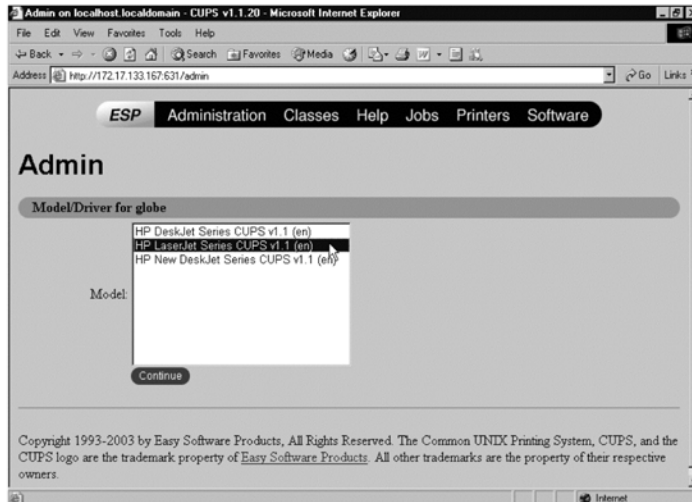 Admin on localhost.localdomain - CUPS v1.1.20 - Microsoft Internet Explorer
File Edit View Favorites Tools Help
Back Search Favorites Media
Address http://172.17.133.167:631/admin Go Links
ESP Administration Classes Help Jobs Printers Software
Admin
Model/Driver for globe
HP DeskJet Series CUPS v1.1 (en)
HP LaserJet Series CUPS v1.1 (en)
HP New DeskJet Series CUPS v1.1 (en)
Model:
Continue
Copyright 1993-2003 by Easy Software Products, All Rights Reserved. The Common UNIX Printing System, CUPS, and the
CUPS logo are the trademark property of Easy Software Products. All other trademarks are the property of their respective
owners.
Internet